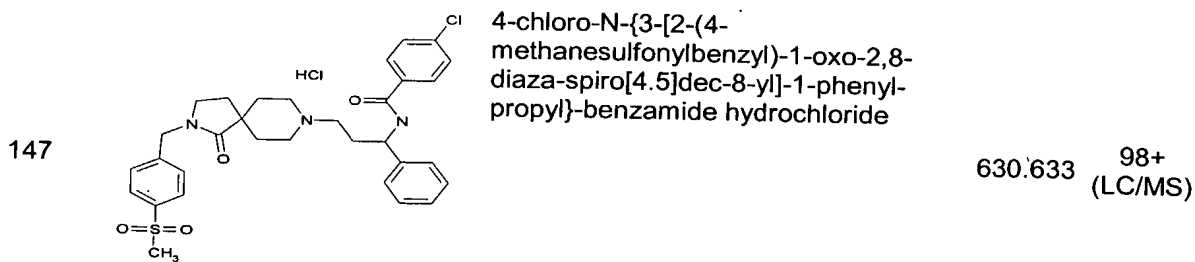 147
Cl
HCl
O
N
N
N
O
O=S=O
CH3
4-chloro-N-{3-[2-(4-
methanesulfonylbenzyl)-1-oxo-2,8-
diaza-spiro[4.5]dec-8-yl]-1-phenyl-
propyl}-benzamide hydrochloride
630.633
98+
(LC/MS)